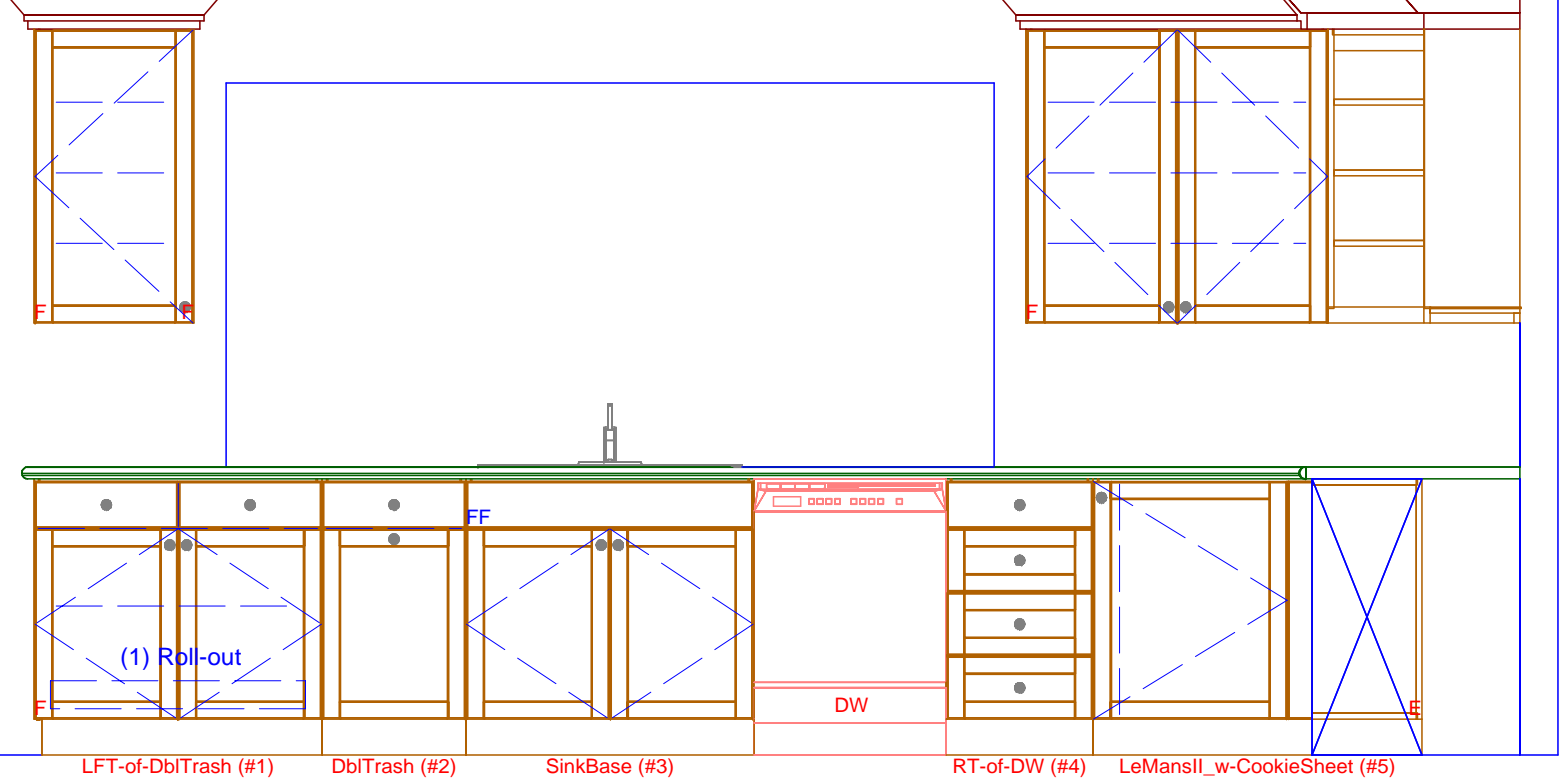 F
F
F
FF
(1) Roll-out
F
DW
E
LFT-of-DblTrash (#1)
DblTrash (#2)
SinkBase (#3)
RT-of-DW (#4)
LeMansII_w-CookieSheet (#5)